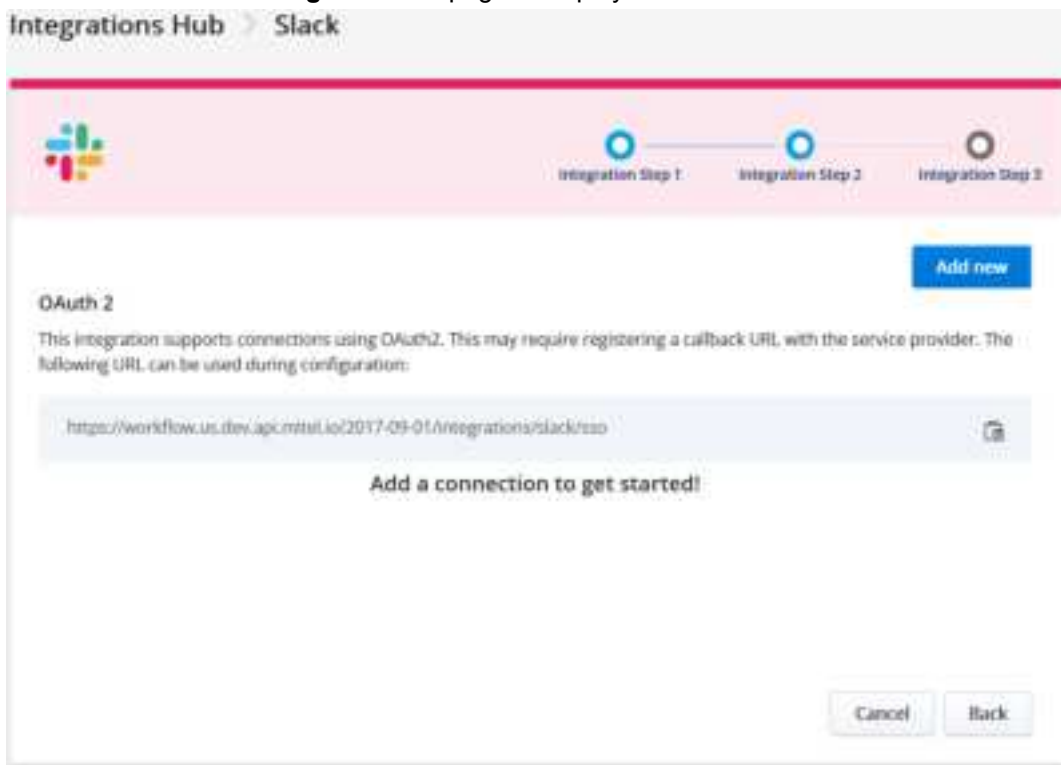 Integrations Hub > Slack
Integration Step 1
Integration Step 2
Integration Step 3
Add new
OAuth 2
This integration supports connections using OAuth2. This may require registering a callback URL with the service provider. The
following URL can be used during configuration:
https://workflow.us.dev.api.mitel.io/2017-09-01/integrations/slack/sso
Add a connection to get started!
Cancel
Back